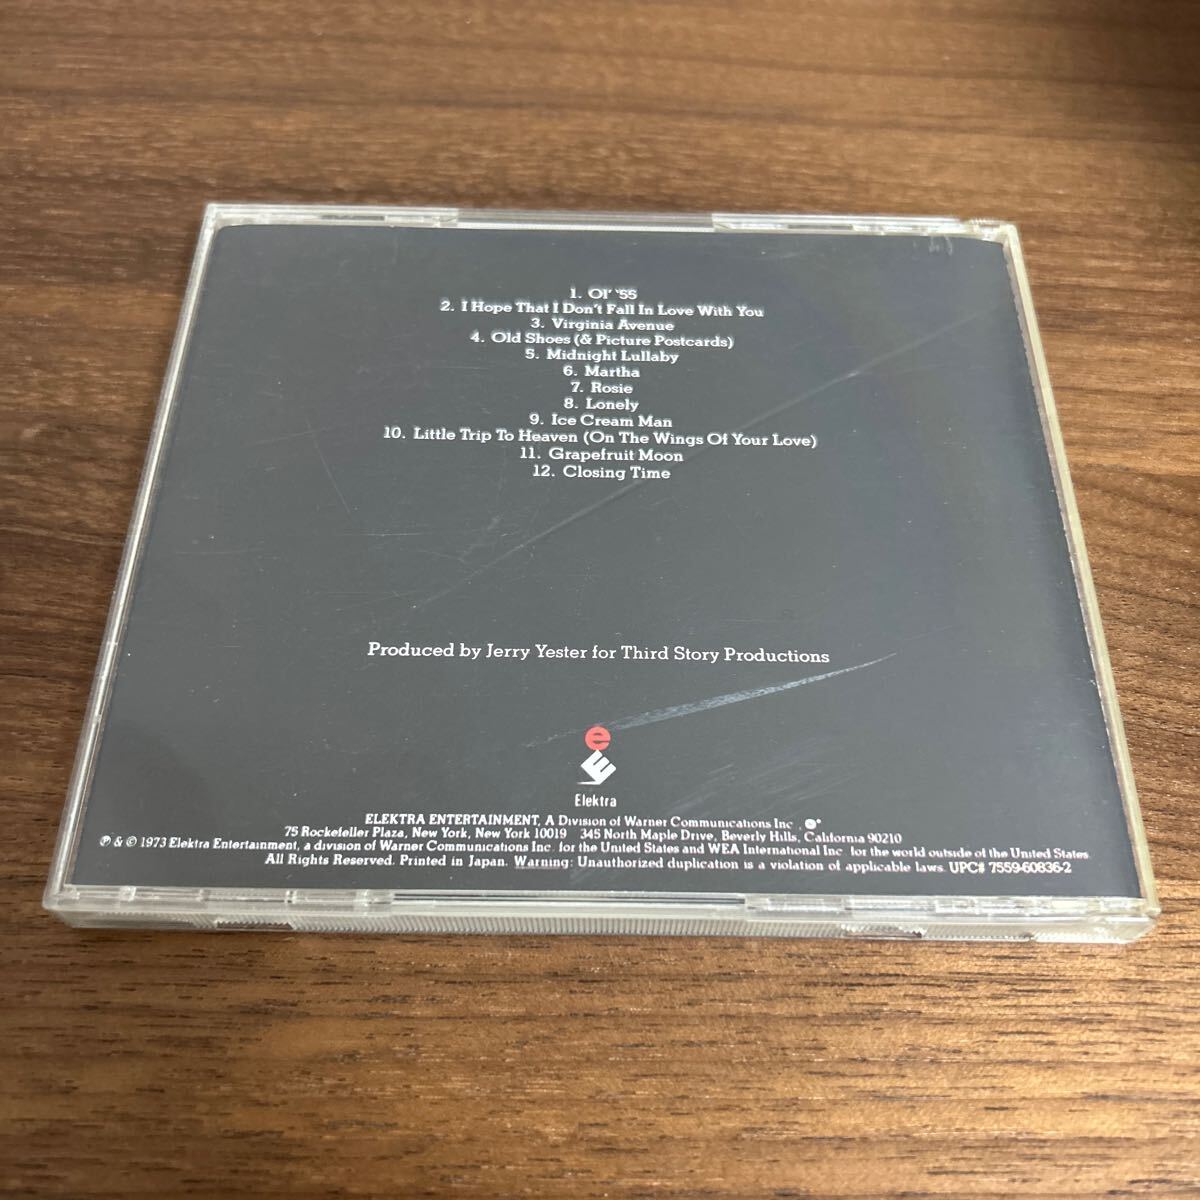 1. Ol' '55
2. I Hope That I Don't Fall In Love With You
3. Virginia Avenue
4. Old Shoes (& Picture Postcards)
5. Midnight Lullaby
6. Martha
7. Rosie
8. Lonely
9. Ice Cream Man
10. Little Trip To Heaven (On The Wings Of Your Love)
11. Grapefruit Moon
12. Closing Time
Produced by Jerry Yester for Third Story Productions
e
E
Elektra
ELEKTRA ENTERTAINMENT, A Division of Warner Communications Inc.,
75 Rockefeller Plaza, New York, New York 10019 345 North Maple Drive, Beverly Hills, California 90210
℗ & © 1973 Elektra Entertainment, a division of Warner Communications Inc. for the United States and WEA International Inc. for the world outside of the United States.
All Rights Reserved. Printed in Japan. Warning: Unauthorized duplication is a violation of applicable laws. UPC# 7559-60836-2